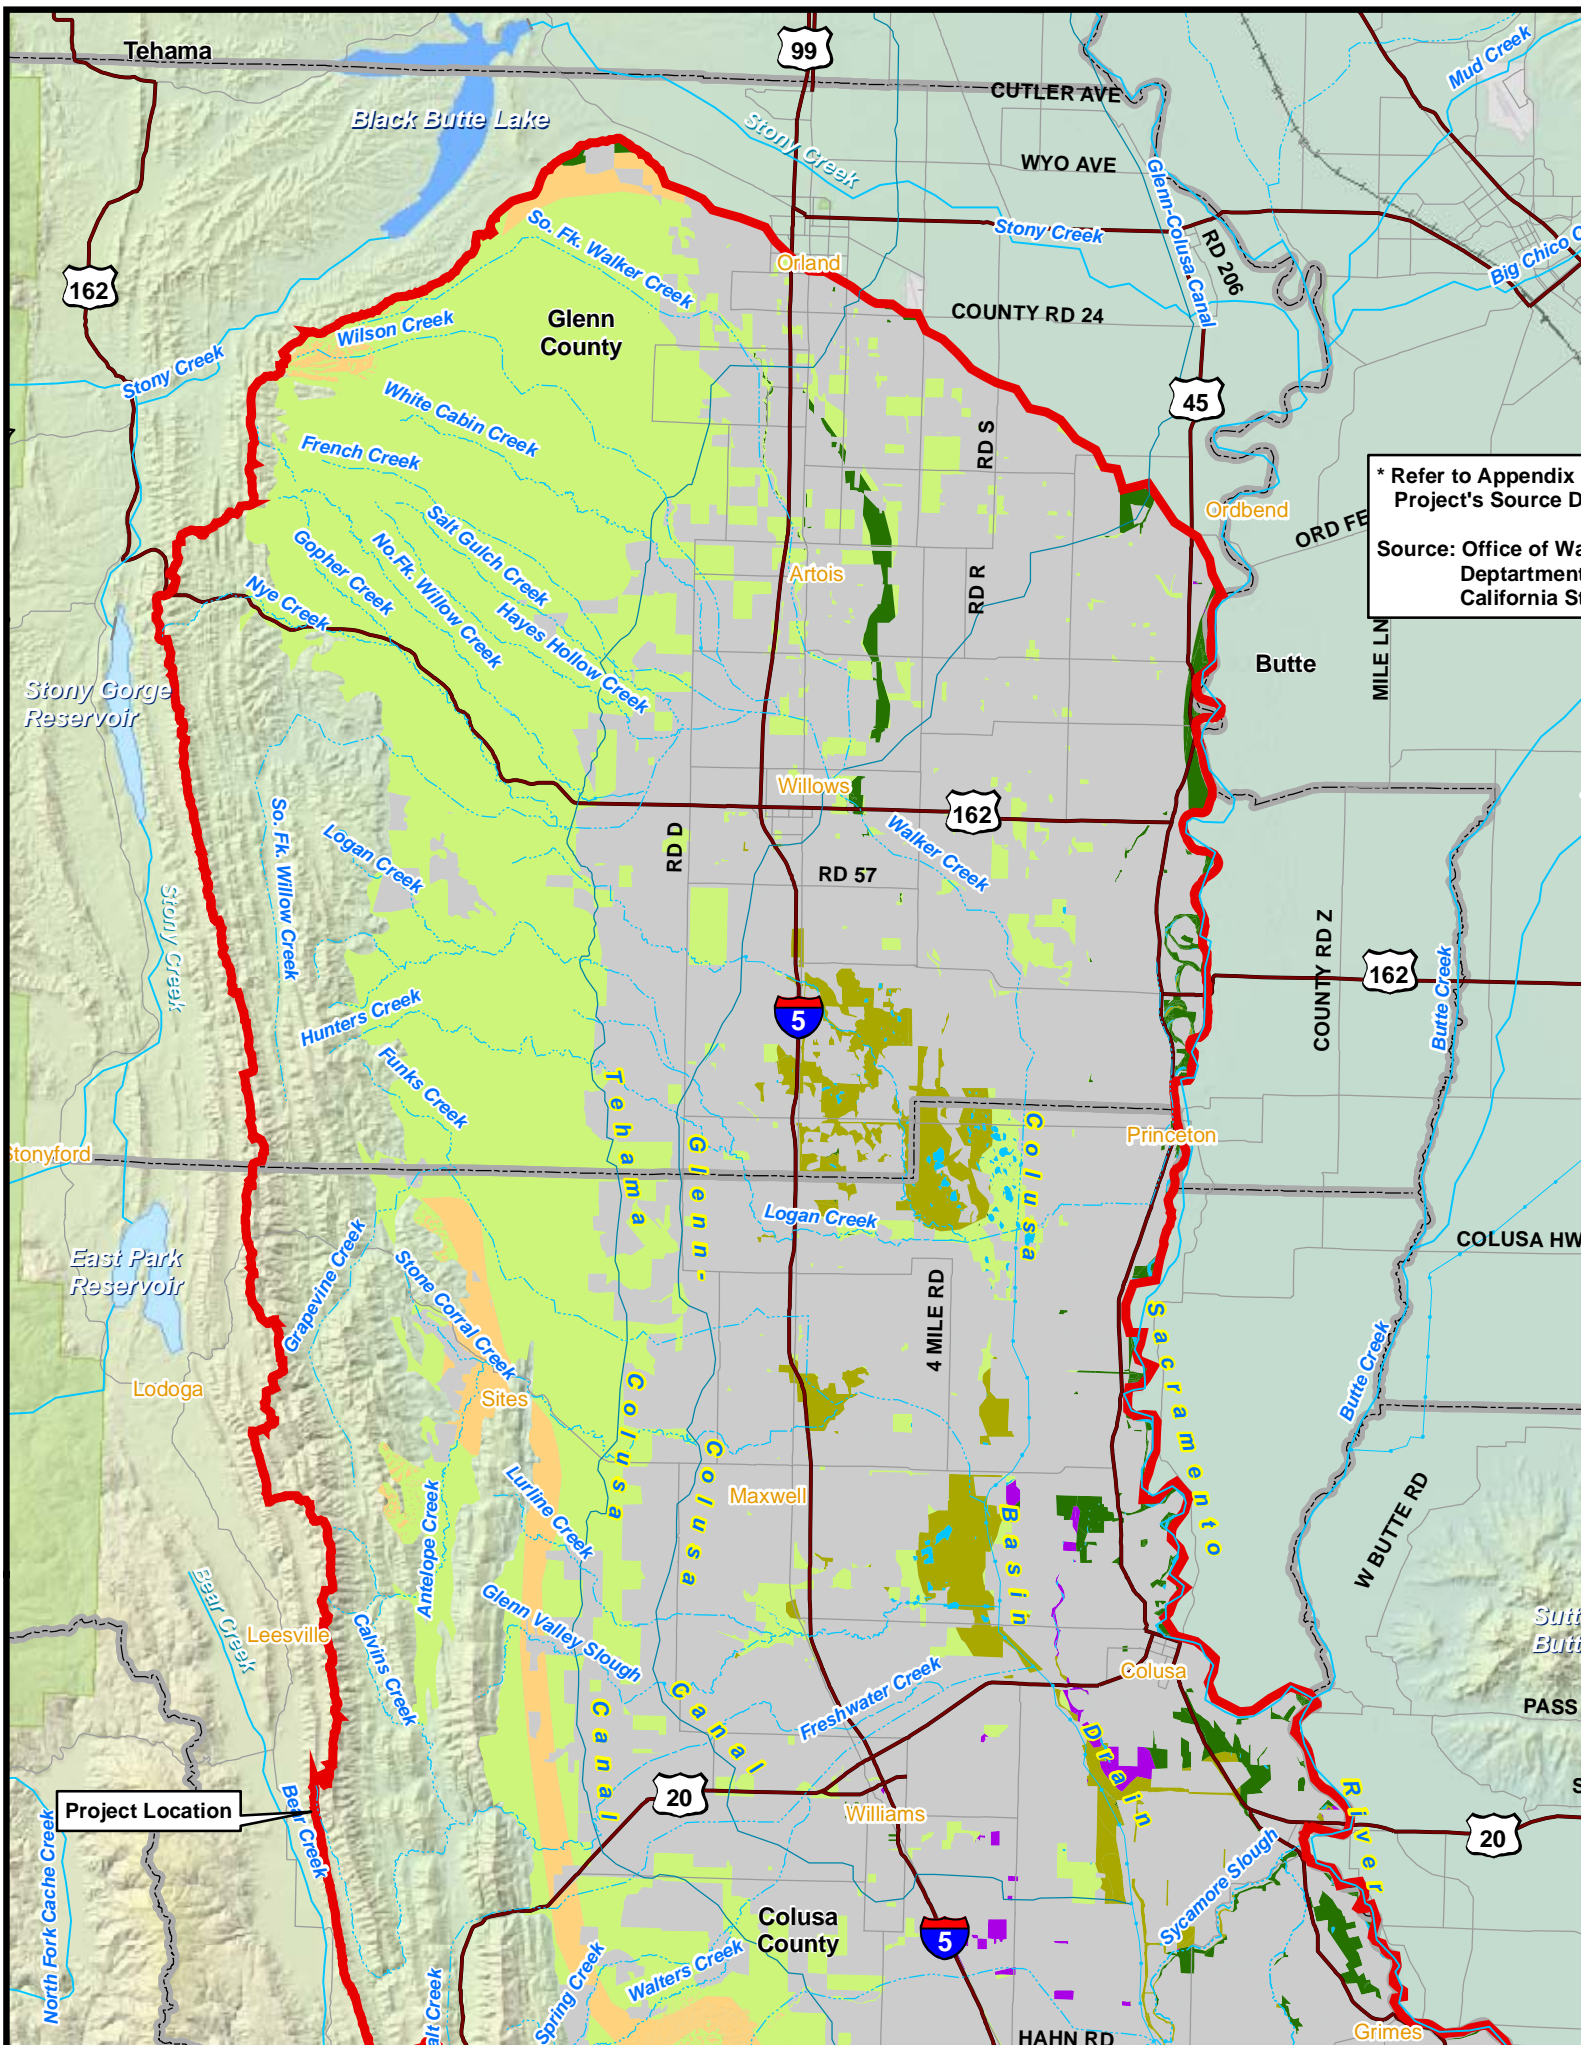 Tehama
99
CUTLER AVE
Mud Creek
Black Butte Lake
Stony Creek
WYO AVE
Glenn-Colusa Canal
So. Fk. Walker Creek
Stony Creek
RD 206
Big Chico C
Orland
162
COUNTY RD 24
Wilson Creek
Glenn
County
Stony Creek
45
White Cabin Creek
French Creek
RD S
* Refer to Appendix
Project's Source D
Source: Office of Wa
Deptartment
California St
Ordbend
ORD FE
Salt Gulch Creek
Gopher Creek
No.Fk. Willow Creek
Artois
RD R
Nye Creek
Hayes Hollow Creek
Butte
MILE LN
Stony Gorge
Reservoir
Willows
162
So. Fk. Willow Creek
Logan Creek
RD D
RD 57
Walker Creek
Stony Creek
COUNTY RD Z
162
Butte Creek
Hunters Creek
5
Funks Creek
Tehama
Glenn-
Colusa
Princeton
Stonyford
Logan Creek
East Park
Reservoir
Grapevine Creek
Stone Corral Creek
COLUSA HW
4 MILE RD
Sacramento
Butte Creek
Lodoga
Sites
Colusa
Colusa
Lurline Creek
Maxwell
Basin
Antelope Creek
W BUTTE RD
Bear Creek
Glenn Valley Slough
Leesville
Calvins Creek
Sutt
Butt
Colusa
Freshwater Creek
Canal
Canal
PASS
Drain
River
Project Location
Bear Creek
20
Williams
S
20
North Fork Cache Creek
Sycamore Slough
Colusa
County
5
Walters Creek
Spring Creek
alt Creek
Grimes
HAHN RD